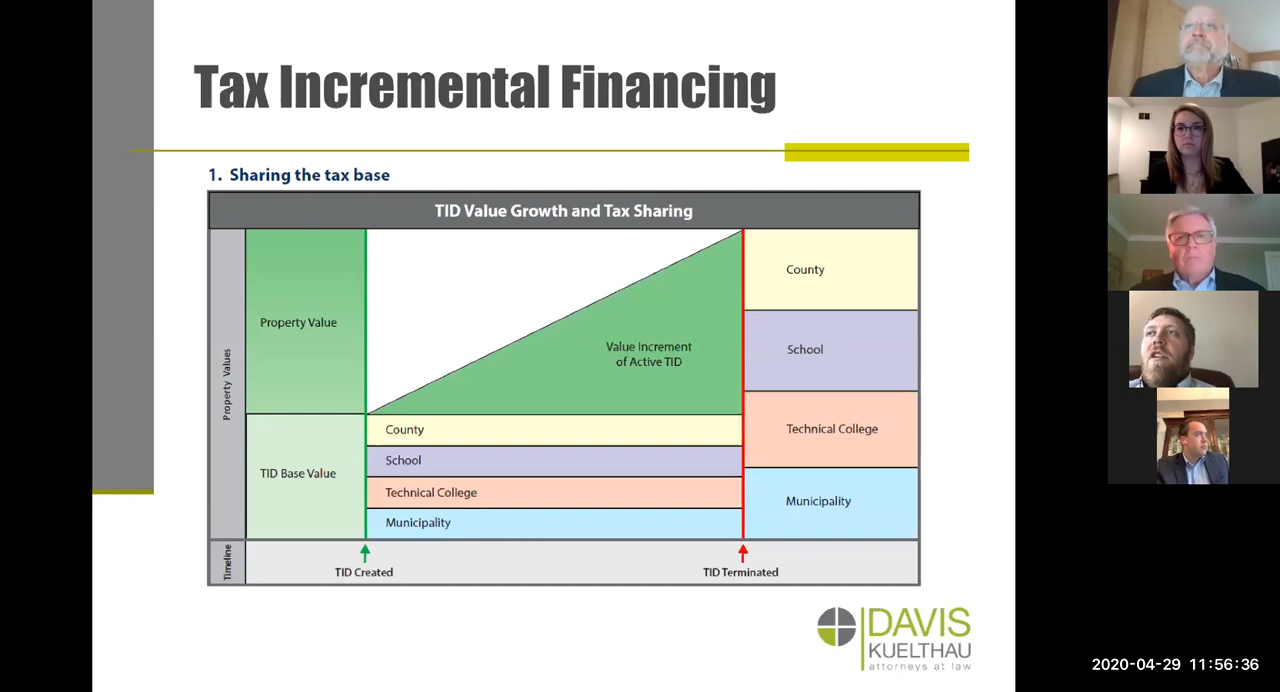 Tax Incremental Financing
1. Sharing the tax base
TID Value Growth and Tax Sharing
Property Values
Property Value
Value Increment
of Active TID
County
School
Technical College
Municipality
TID Base Value
County
School
Technical College
Municipality
Timeline
TID Created
TID Terminated
DAVIS
KUELTHAU
attorneys at law
2020-04-29 11:56:36